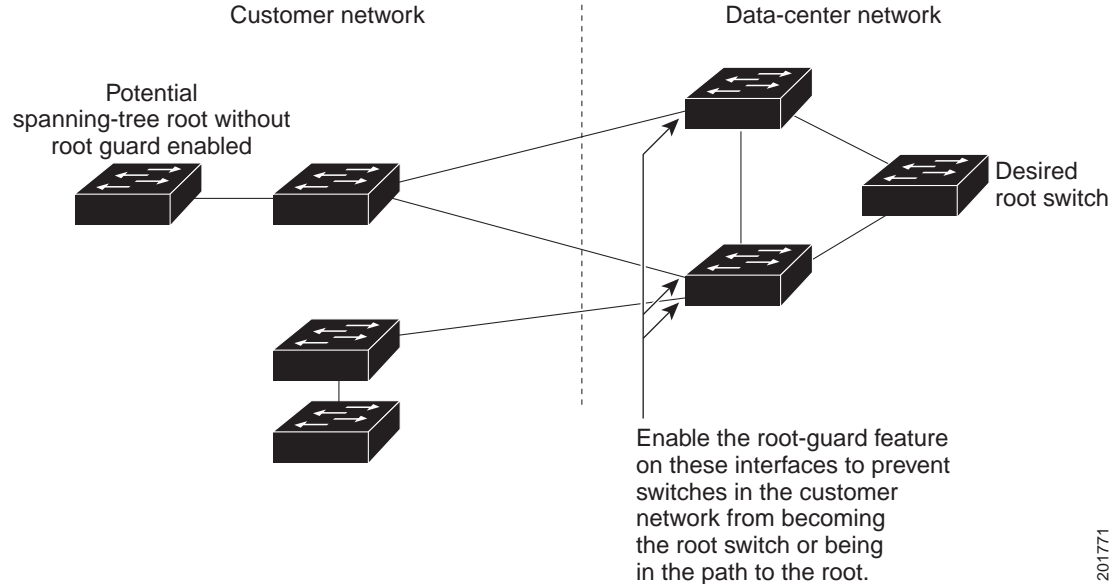 Customer network
Data-center network
Potential
spanning-tree root without
root guard enabled
Desired
root switch
Enable the root-guard feature
on these interfaces to prevent
switches in the customer
network from becoming
the root switch or being
in the path to the root.
201771